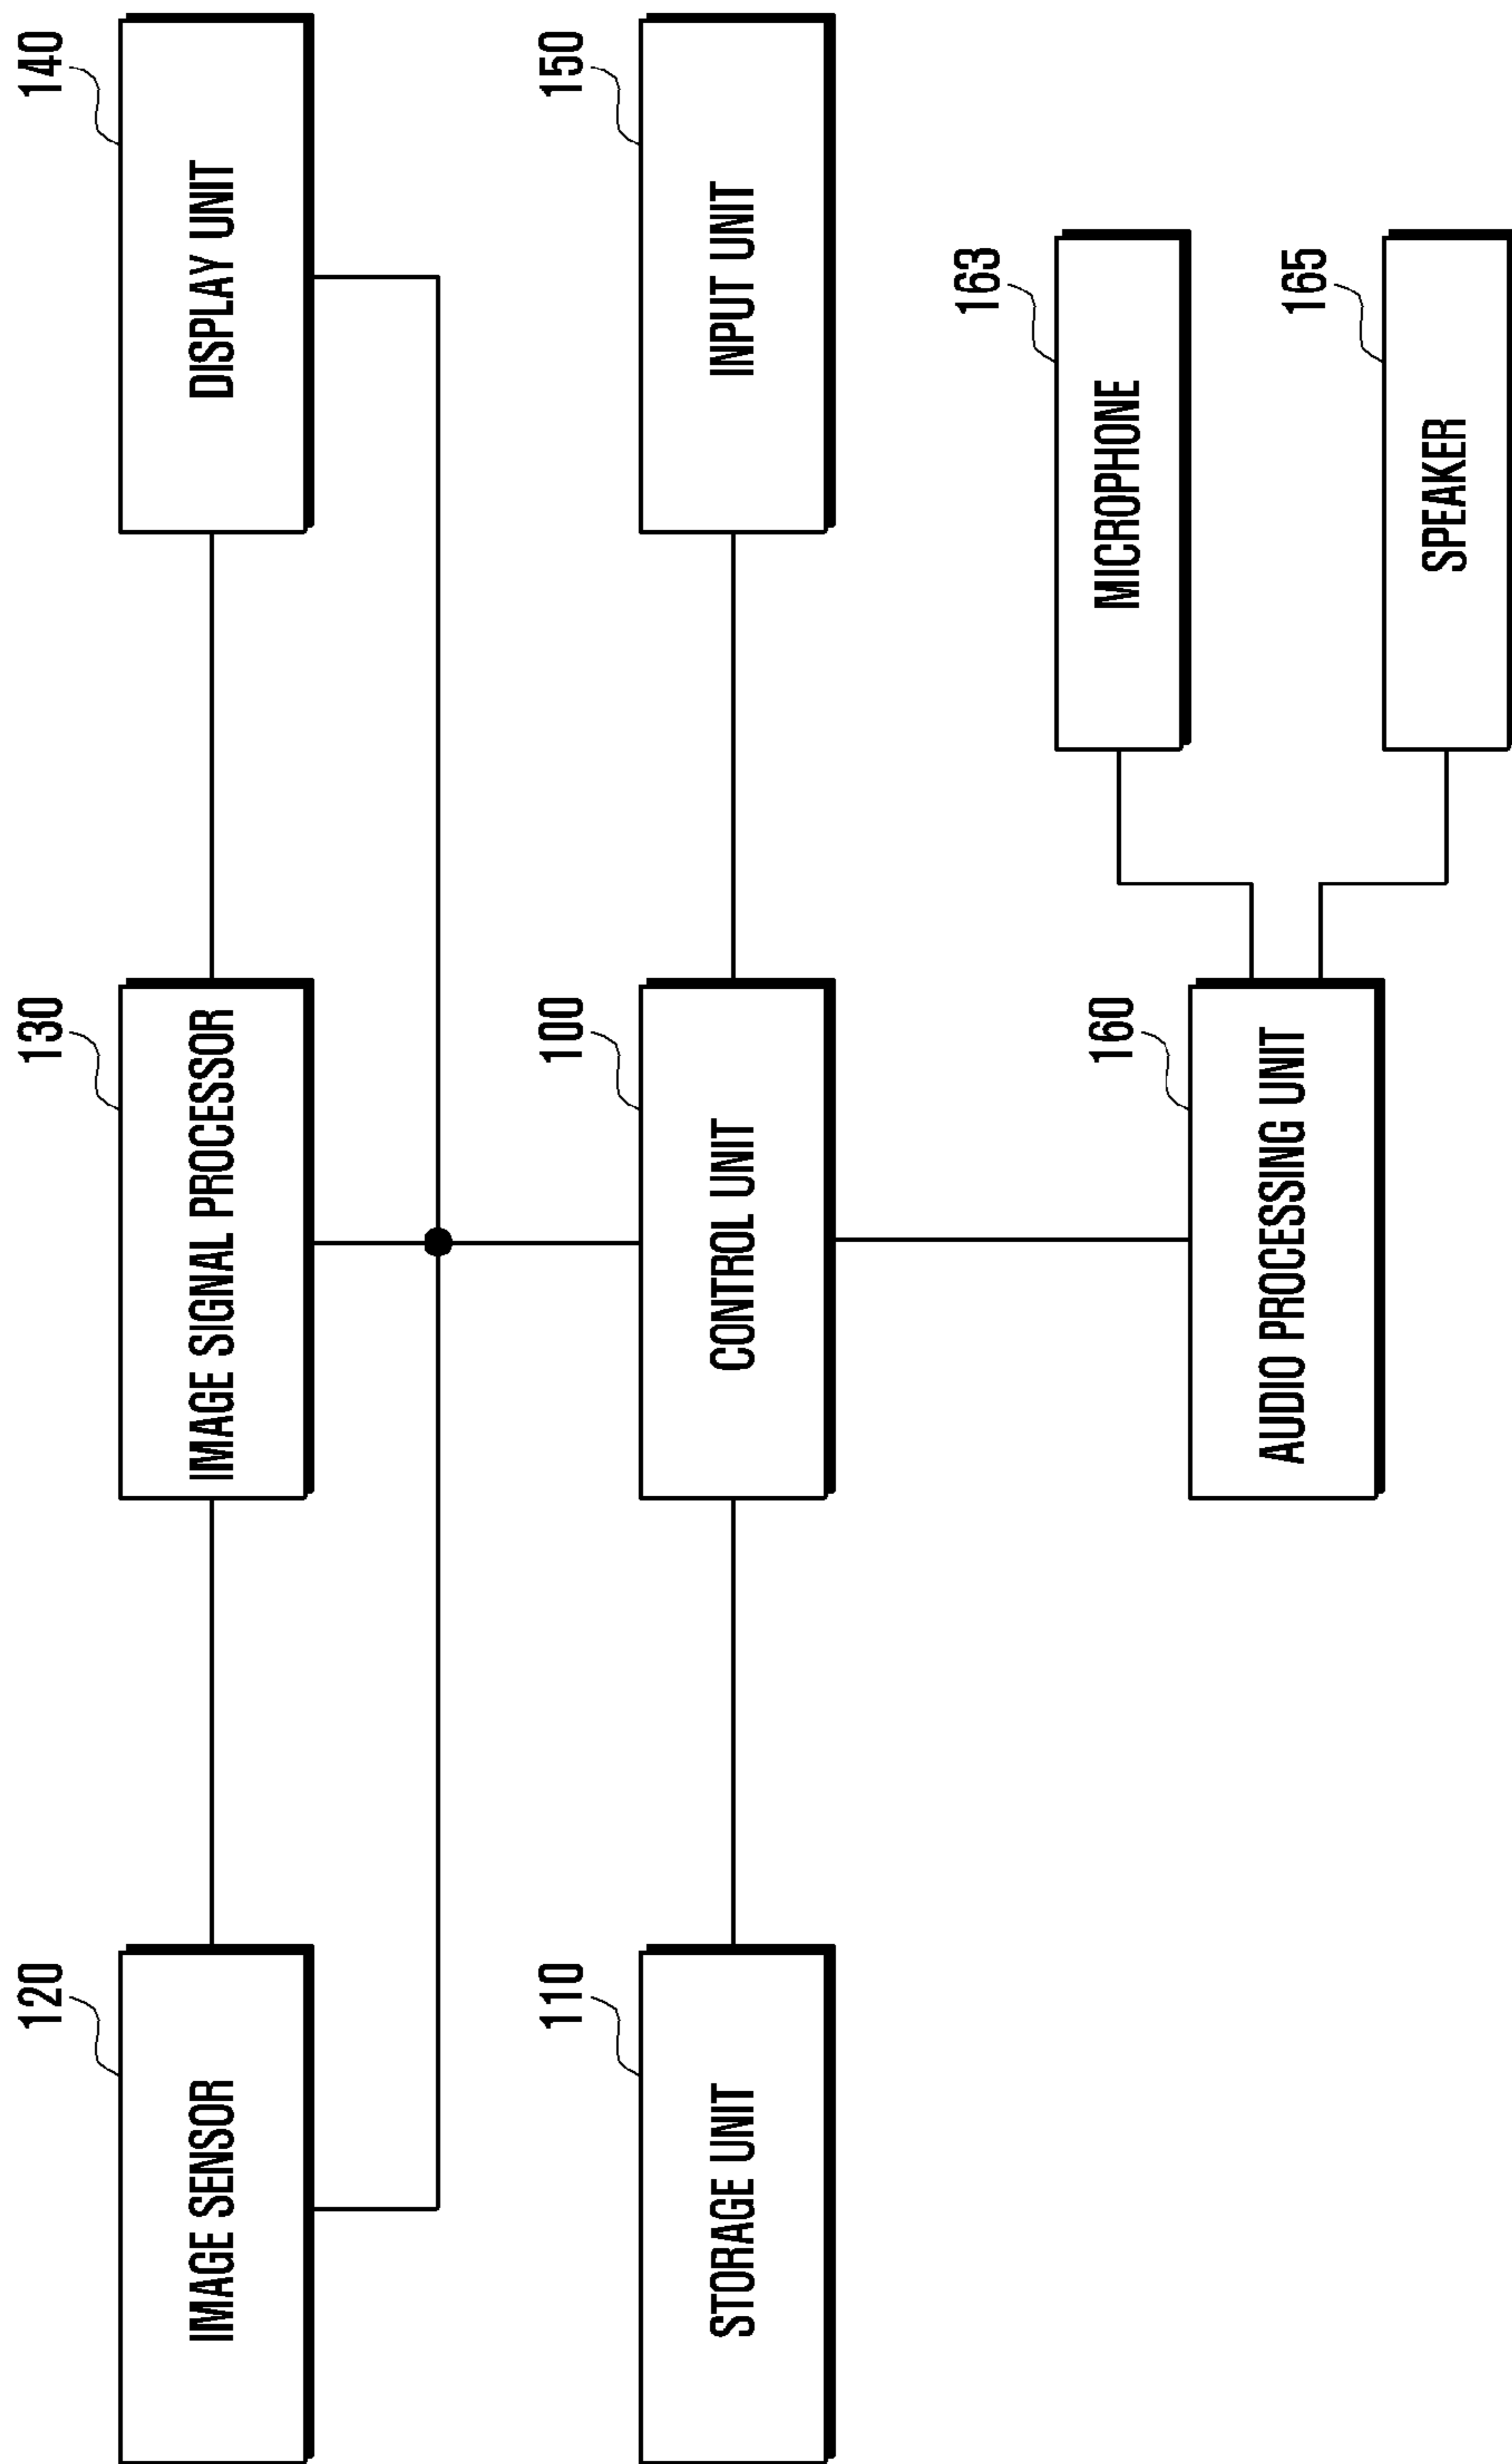 120
IMAGE SENSOR
130
IMAGE SIGNAL PROCESSOR
140
DISPLAY UNIT
110
STORAGE UNIT
100
CONTROL UNIT
150
INPUT UNIT
160
AUDIO PROCESSING UNIT
163
MICROPHONE
165
SPEAKER